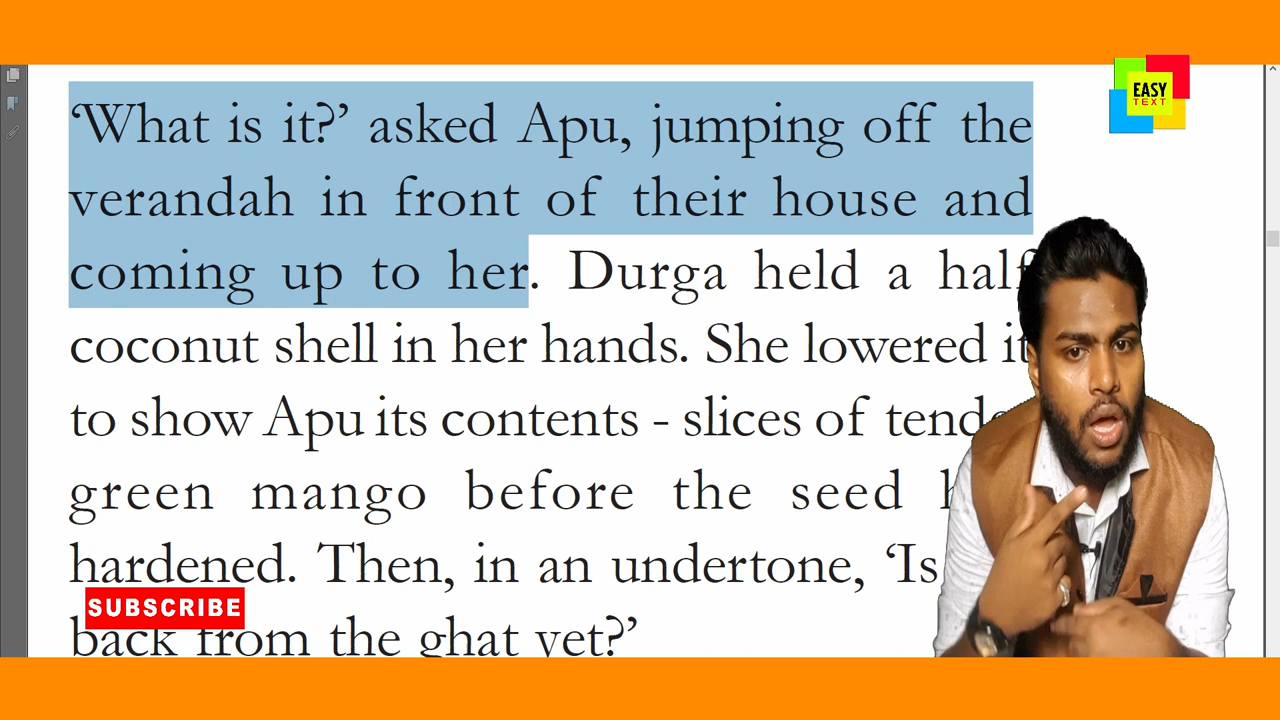 ‘What is it?’ asked Apu, jumping off the
verandah in front of their house and
coming up to her. Durga held a half
coconut shell in her hands. She lowered it
to show Apu its contents - slices of
green mango before the seed
hardened. Then, in an undertone, ‘Is
back from the ghat yet?’
EASY
TEXT
SUBSCRIBE